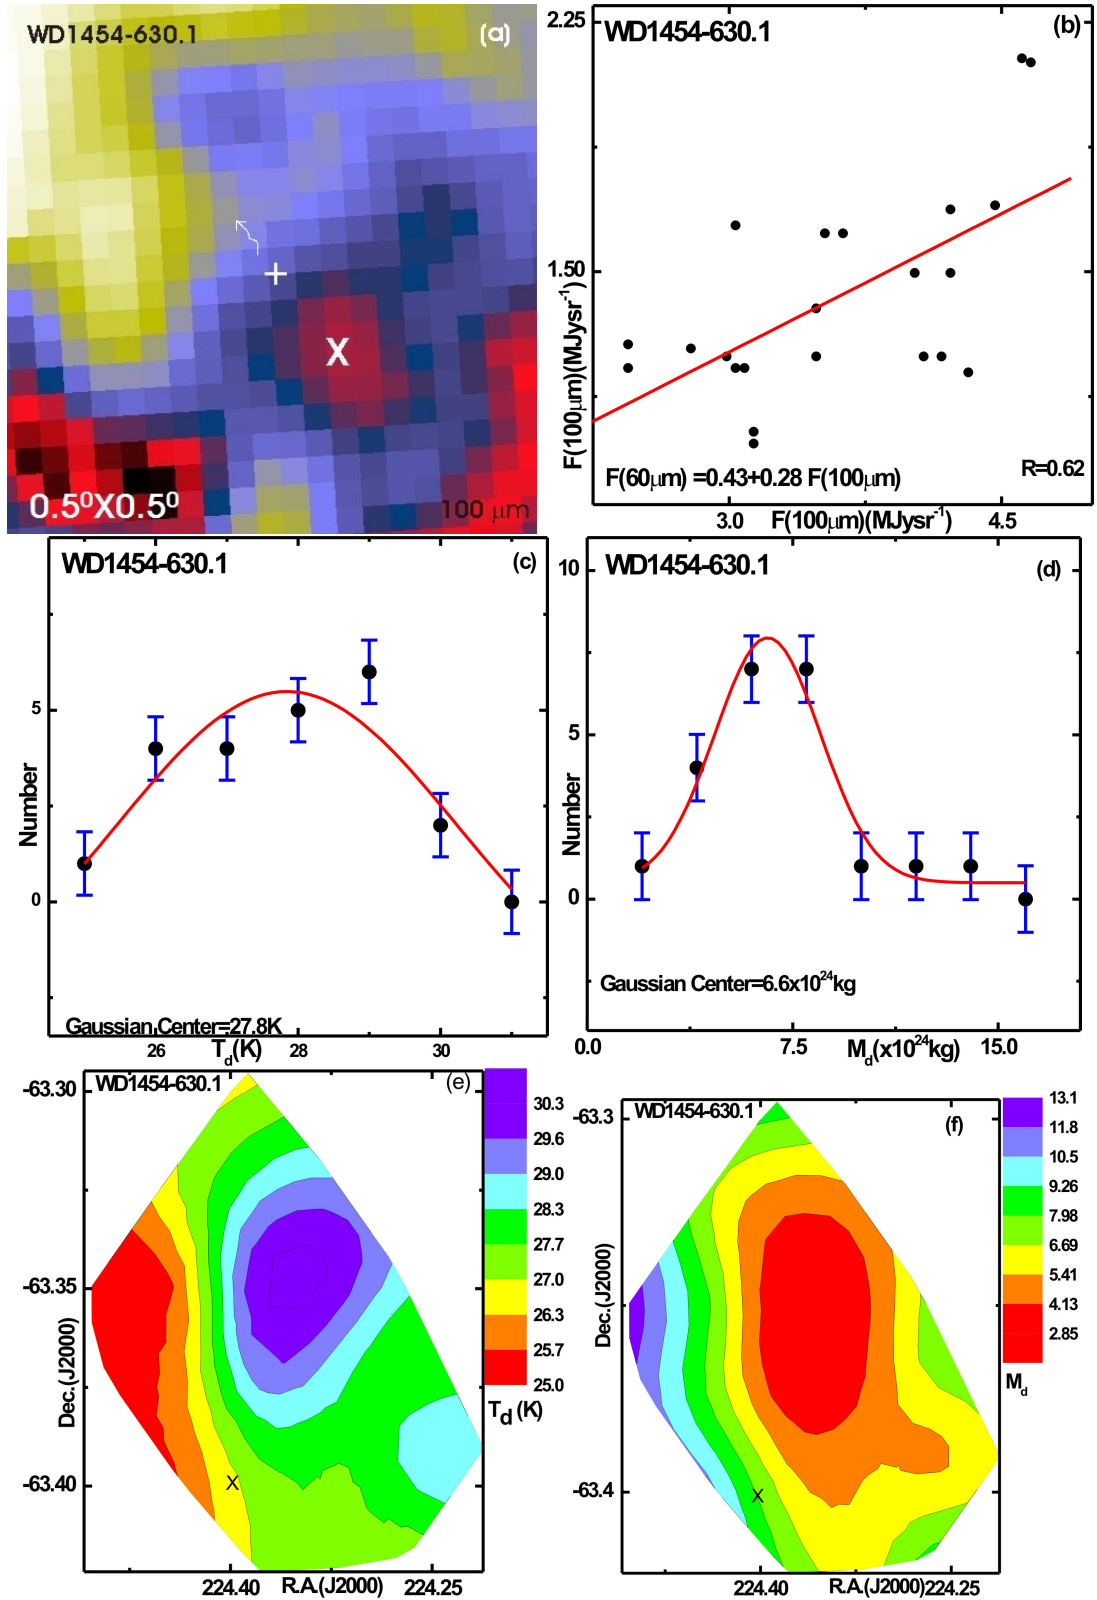 WD1454-630.1 (a)
X
0.5⁰X0.5⁰
100 μm
WD1454-630.1 (b)
2.25
1.50
F(100μm)(MJysr⁻¹)
F(60μm) =0.43+0.28 F(100μm)
R=0.62
3.0 4.5
F(100μm)(MJysr⁻¹)
WD1454-630.1 (c)
5
0
Number
Gaussian Center=27.8K
26 28 30
T_d(K)
WD1454-630.1 (d)
10
5
0
Number
Gaussian Center=6.6x10²⁴kg
0.0 7.5 15.0
M_d(x10²⁴kg)
WD1454-630.1 (e)
-63.30
-63.35
-63.40
Dec.(J2000)
X
224.40 224.25
R.A.(J2000)
30.3
29.6
29.0
28.3
27.7
27.0
26.3
25.7
25.0
T_d (K)
WD1454-630.1 (f)
-63.3
-63.4
Dec.(J2000)
X
224.40 224.25
R.A.(J2000)
13.1
11.8
10.5
9.26
7.98
6.69
5.41
4.13
2.85
M_d